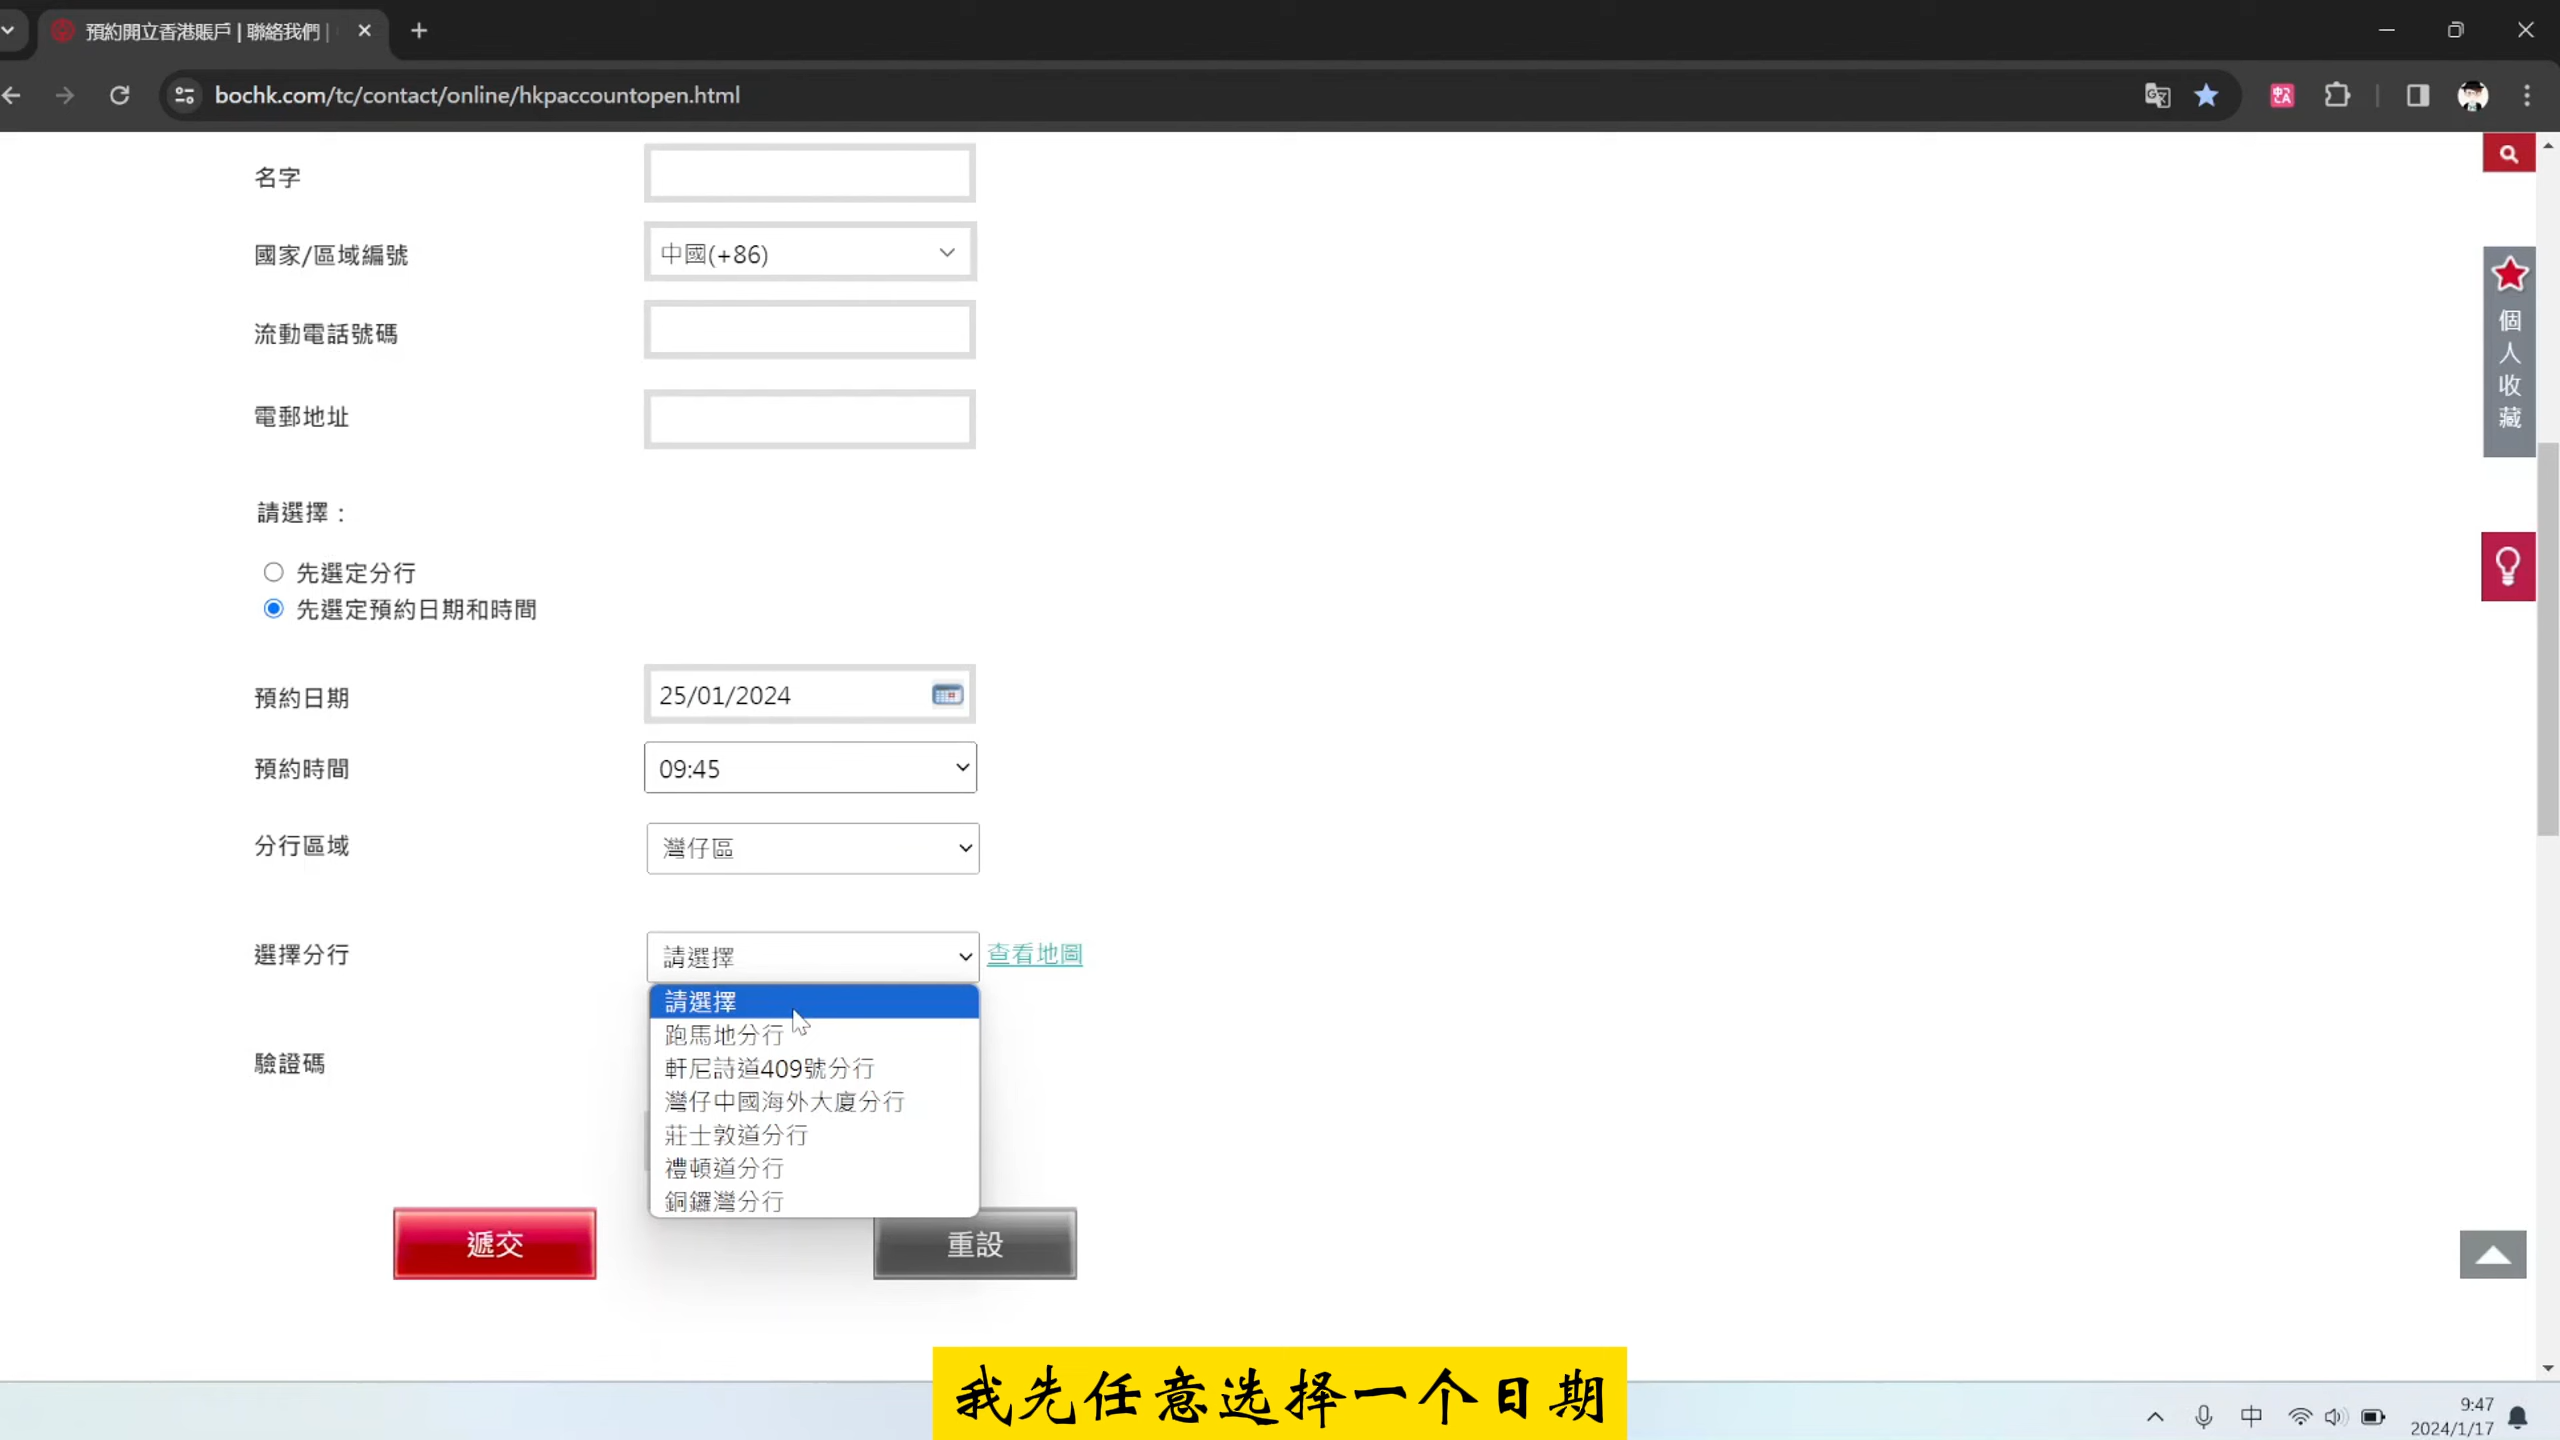 預約開立香港賬戶 | 聯絡我們 |
bochk.com/tc/contact/online/hkpaccountopen.html
名字
國家/區域編號
中國(+86)
流動電話號碼
電郵地址
請選擇：
先選定分行
先選定預約日期和時間
預約日期
25/01/2024
預約時間
09:45
分行區域
灣仔區
選擇分行
請選擇
查看地圖
請選擇
跑馬地分行
軒尼詩道409號分行
灣仔中國海外大廈分行
莊士敦道分行
禮頓道分行
銅鑼灣分行
驗證碼
遞交
重設
個人收藏
我先任意选择一个日期
中
9:47
2024/1/17